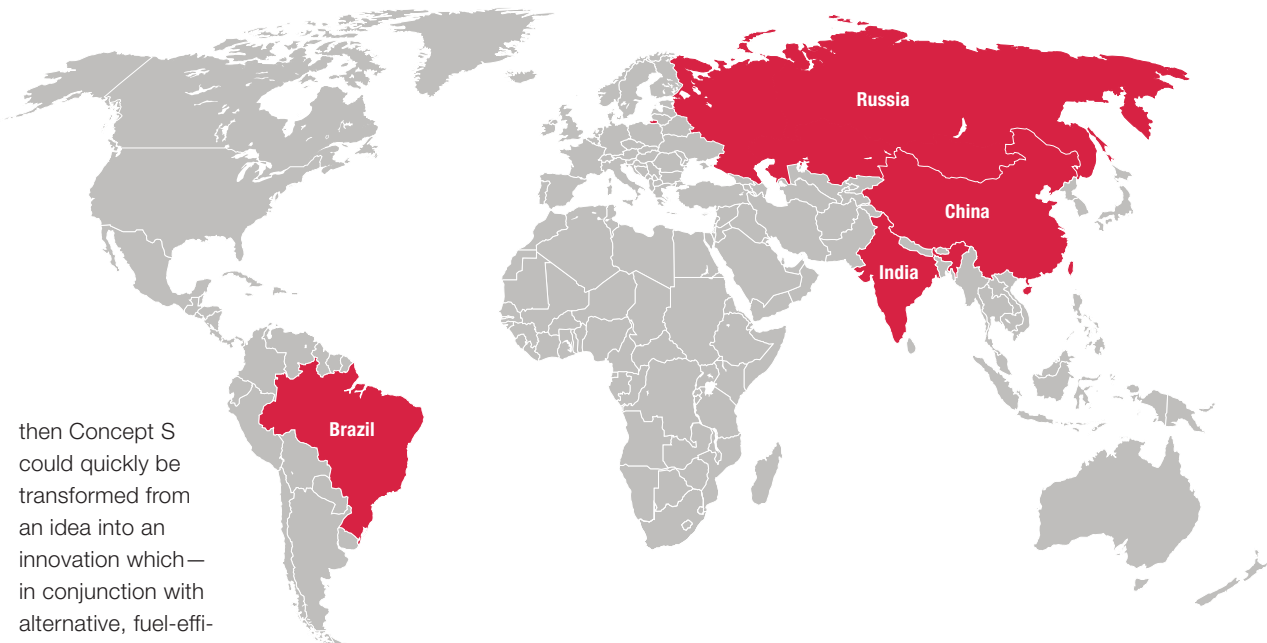 Russia
China
India
Brazil
then Concept S
could quickly be
transformed from
an idea into an
innovation which—
in conjunction with
alternative, fuel-effi-